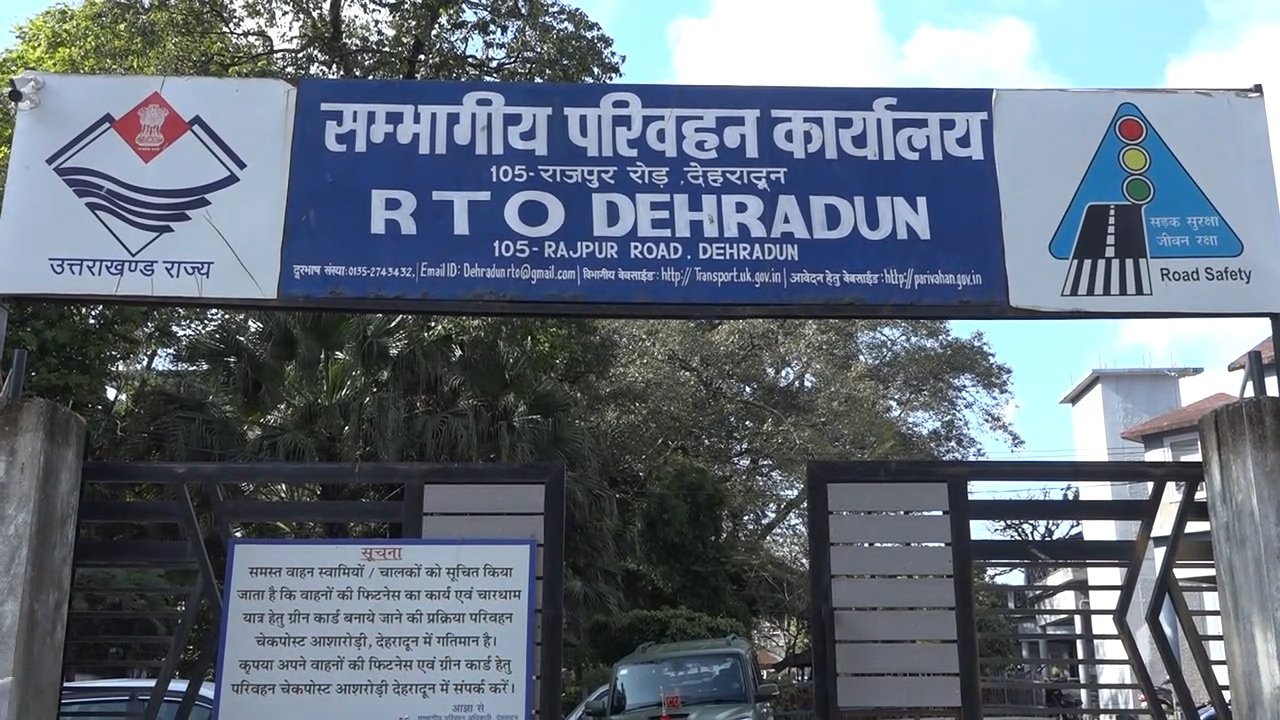 सम्भागीय परिवहन कार्यालय
105-राजपुर रोड़ ,देहरादून
RTO DEHRADUN
105- RAJPUR ROAD, DEHRADUN
दूरभाष संख्या:0135-2743432, | Email ID: Dehradunrto@gmail.com | विभागीय वेबसाईड: http:// Transport.uk.gov.in | आवेदन हेतु वेबसाईड:http:// parivahan.gov.in
उत्तराखण्ड राज्य
सड़क सुरक्षा
जीवन रक्षा
Road Safety
सूचना
समस्त वाहन स्वामियों / चालकों को सूचित किया
जाता है कि वाहनों की फिटनेस का कार्य एवं चारधाम
यात्र हेतु ग्रीन कार्ड बनाये जाने की प्रक्रिया परिवहन
चेकपोस्ट आशारोड़ी, देहरादून में गतिमान है।
कृपया अपने वाहनों की फिटनेस एवं ग्रीन कार्ड हेतु
परिवहन चेकपोस्ट आशरोड़ी देहरादून में संपर्क करें।
आज्ञा से